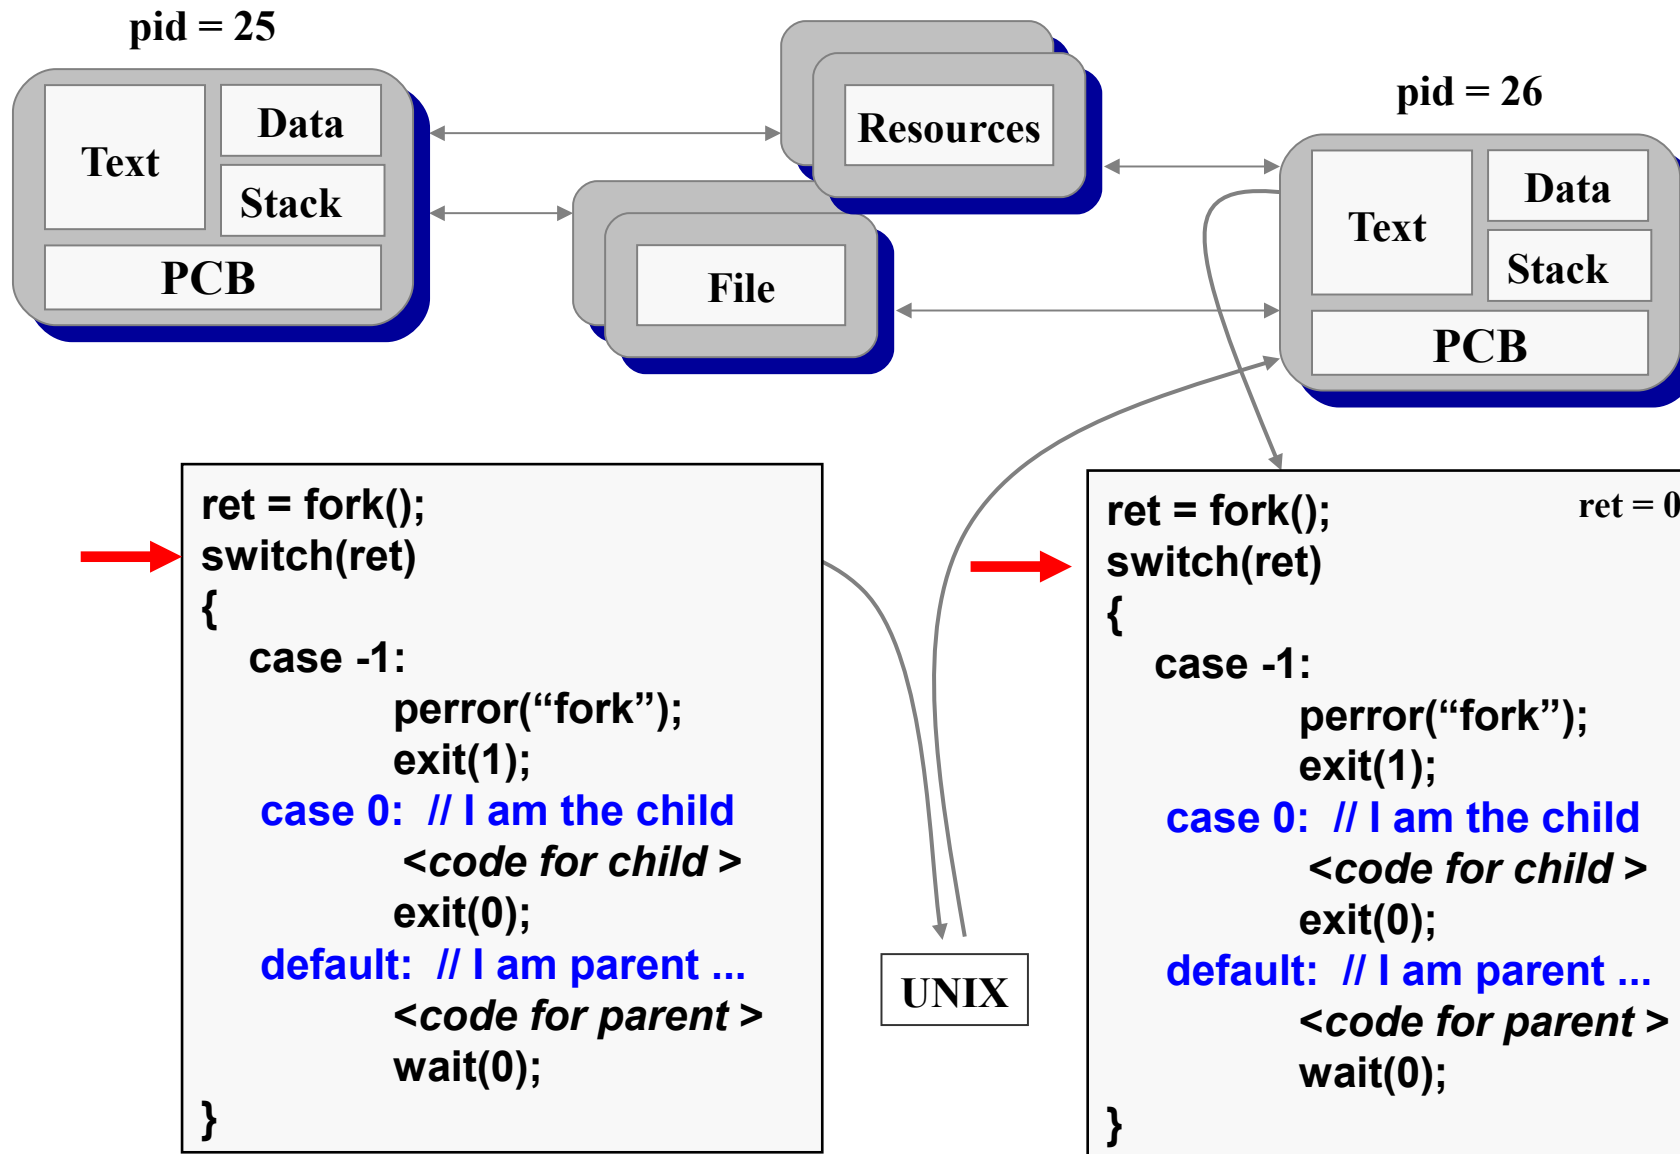 pid = 25
Text
Data
Stack
PCB
Resources
File
pid = 26
Text
Data
Stack
PCB
ret = fork();
switch(ret)
{
case -1:
perror(“fork”);
exit(1);
case 0: // I am the child
<code for child >
exit(0);
default: // I am parent ...
<code for parent >
wait(0);
}
UNIX
ret = fork();
ret = 0
switch(ret)
{
case -1:
perror(“fork”);
exit(1);
case 0: // I am the child
<code for child >
exit(0);
default: // I am parent ...
<code for parent >
wait(0);
}